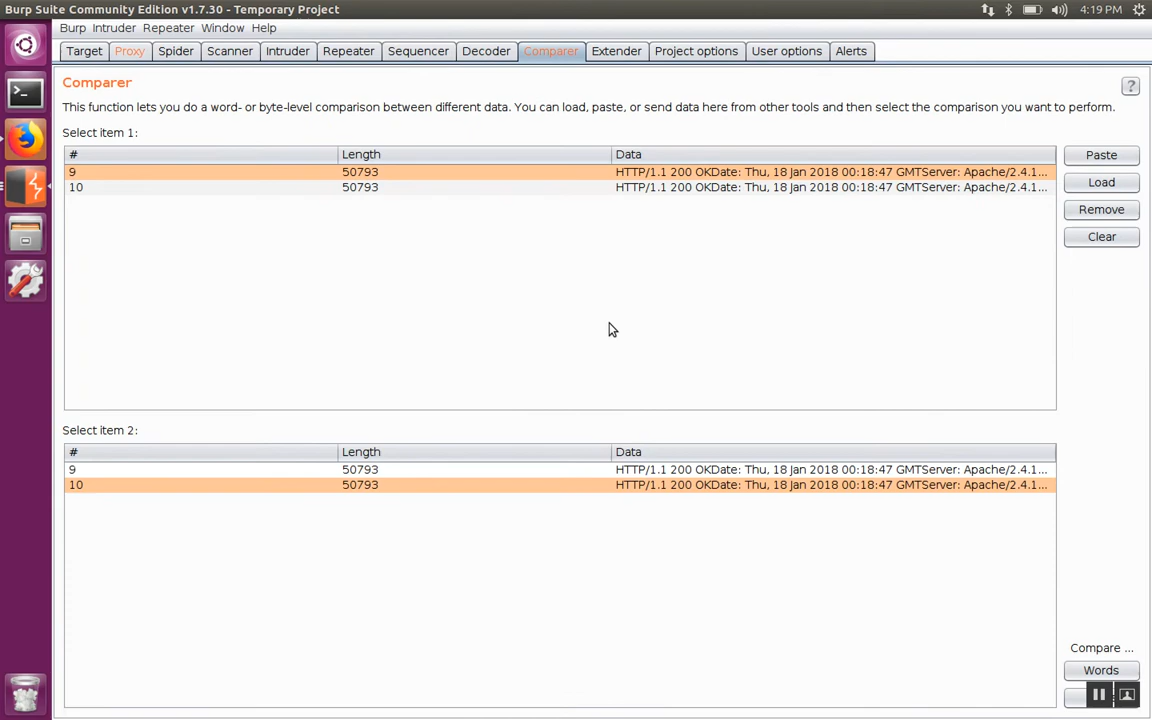 Burp Suite Community Edition v1.7.30 - Temporary Project
4:19 PM
Burp Intruder Repeater Window Help
Target Proxy Spider Scanner Intruder Repeater Sequencer Decoder Comparer Extender Project options User options Alerts
Comparer
?
This function lets you do a word- or byte-level comparison between different data. You can load, paste, or send data here from other tools and then select the comparison you want to perform.
Select item 1:
# Length Data
9 50793 HTTP/1.1 200 OKDate: Thu, 18 Jan 2018 00:18:47 GMTServer: Apache/2.4.1...
10 50793 HTTP/1.1 200 OKDate: Thu, 18 Jan 2018 00:18:47 GMTServer: Apache/2.4.1...
Paste
Load
Remove
Clear
Select item 2:
# Length Data
9 50793 HTTP/1.1 200 OKDate: Thu, 18 Jan 2018 00:18:47 GMTServer: Apache/2.4.1...
10 50793 HTTP/1.1 200 OKDate: Thu, 18 Jan 2018 00:18:47 GMTServer: Apache/2.4.1...
Compare ...
Words